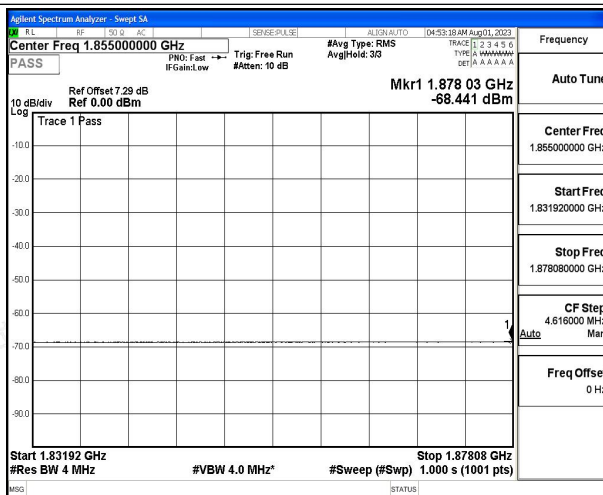 Agilent Spectrum Analyzer - Swept SA
LXI RL RF 50 Ω AC SENSE:PULSE ALIGN AUTO 04:53:18 AM Aug 01, 2023
Center Freq 1.855000000 GHz #Avg Type: RMS TRACE 1 2 3 4 5 6
PASS PNO: Fast Trig: Free Run Avg|Hold: 3/3 TYPE A WWWWW
IFGain:Low #Atten: 10 dB DET A A A A A A
Mkr1 1.878 03 GHz
Ref Offset 7.29 dB
10 dB/div Ref 0.00 dBm -68.441 dBm
Log
Trace 1 Pass
-10.0
-20.0
-30.0
-40.0
-50.0
-60.0
1
-70.0
-80.0
-90.0
Start 1.83192 GHz Stop 1.87808 GHz
#Res BW 4 MHz #VBW 4.0 MHz* #Sweep (#Swp) 1.000 s (1001 pts)
MSG STATUS
Frequency
Auto Tune
Center Freq
1.855000000 GHz
Start Freq
1.831920000 GHz
Stop Freq
1.878080000 GHz
CF Step
4.616000 MHz
Auto Man
Freq Offset
0 Hz